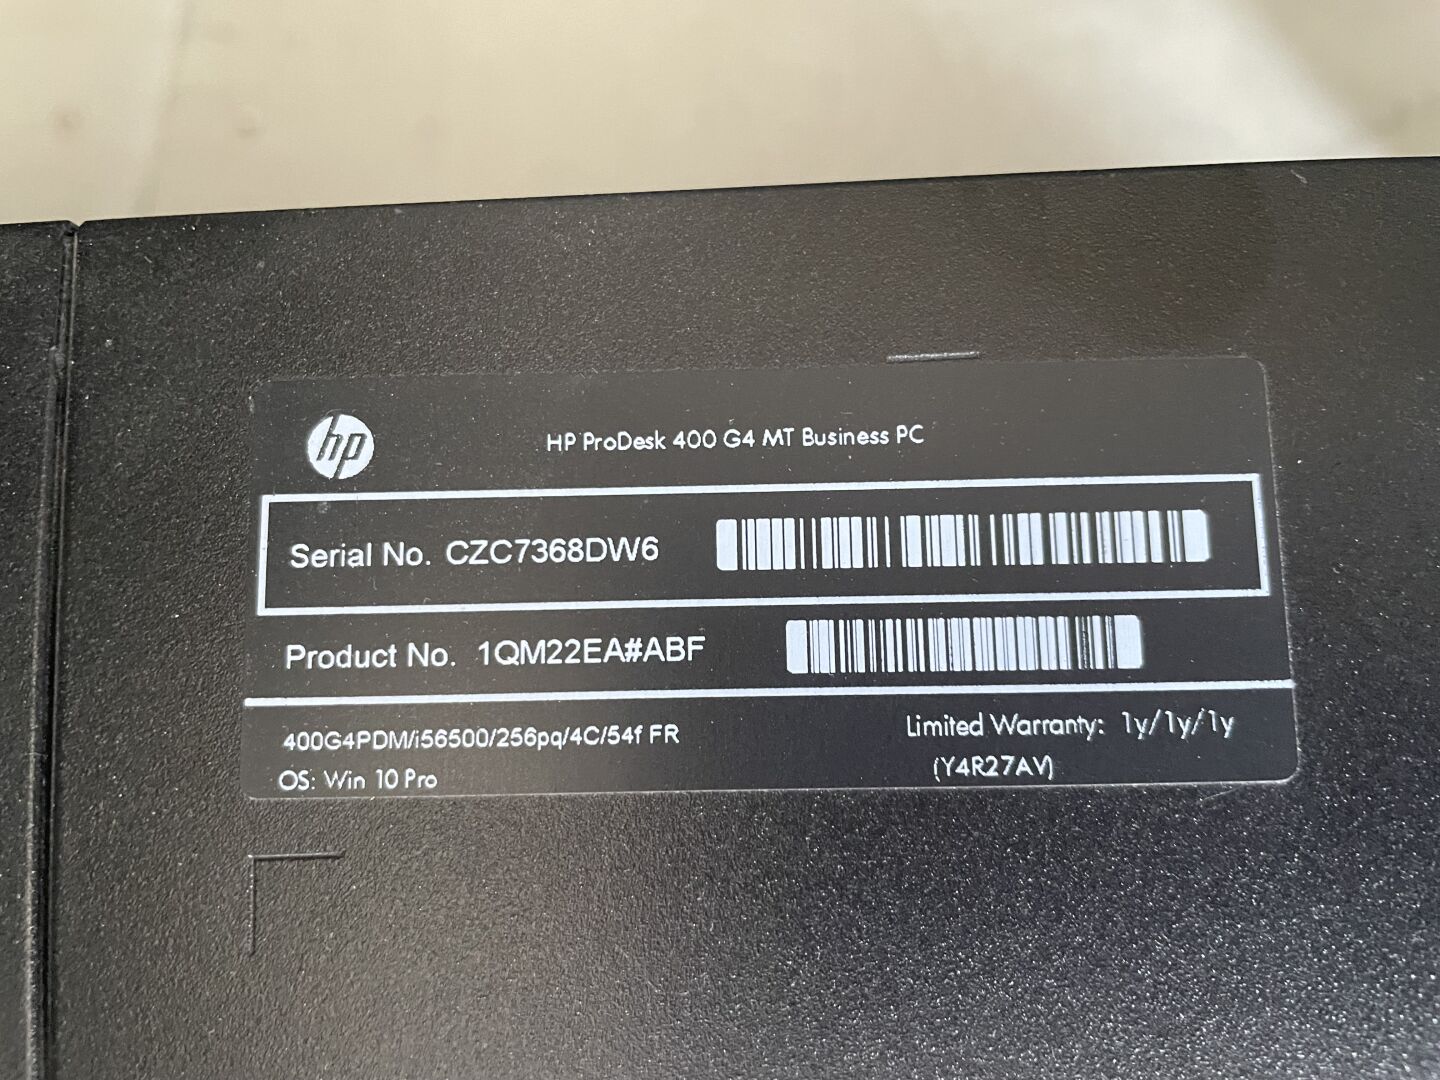 hp
HP ProDesk 400 G4 MT Business PC
Serial No. CZC7368DW6
Product No. 1QM22EA#ABF
400G4PDM/i56500/256pq/4C/54f FR
Limited Warranty: 1y/1y/1y
OS: Win 10 Pro
(Y4R27AV)